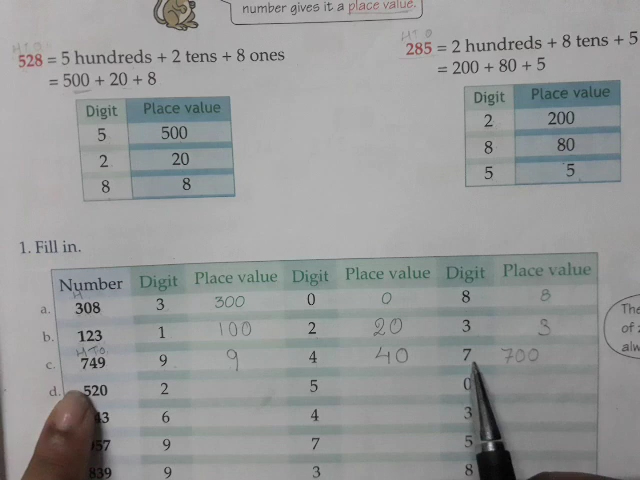 number gives it a place value.
H T O
528 = 5 hundreds + 2 tens + 8 ones
= 500 + 20 + 8
Digit Place value
5 500
2 20
8 8
H T O
285 = 2 hundreds + 8 tens + 5
= 200 + 80 + 5
Digit Place value
2 200
8 80
5 5
1. Fill in.
Number Digit Place value Digit Place value Digit Place value
H
a. 308 3 300 0 0 8 8
b. 123 1 100 2 20 3 3
HTO
c. 749 9 9 4 40 7 700
d. 520 2 5 0
43 6 4 3
957 9 7 5
839 9 3 8
The
of
alw